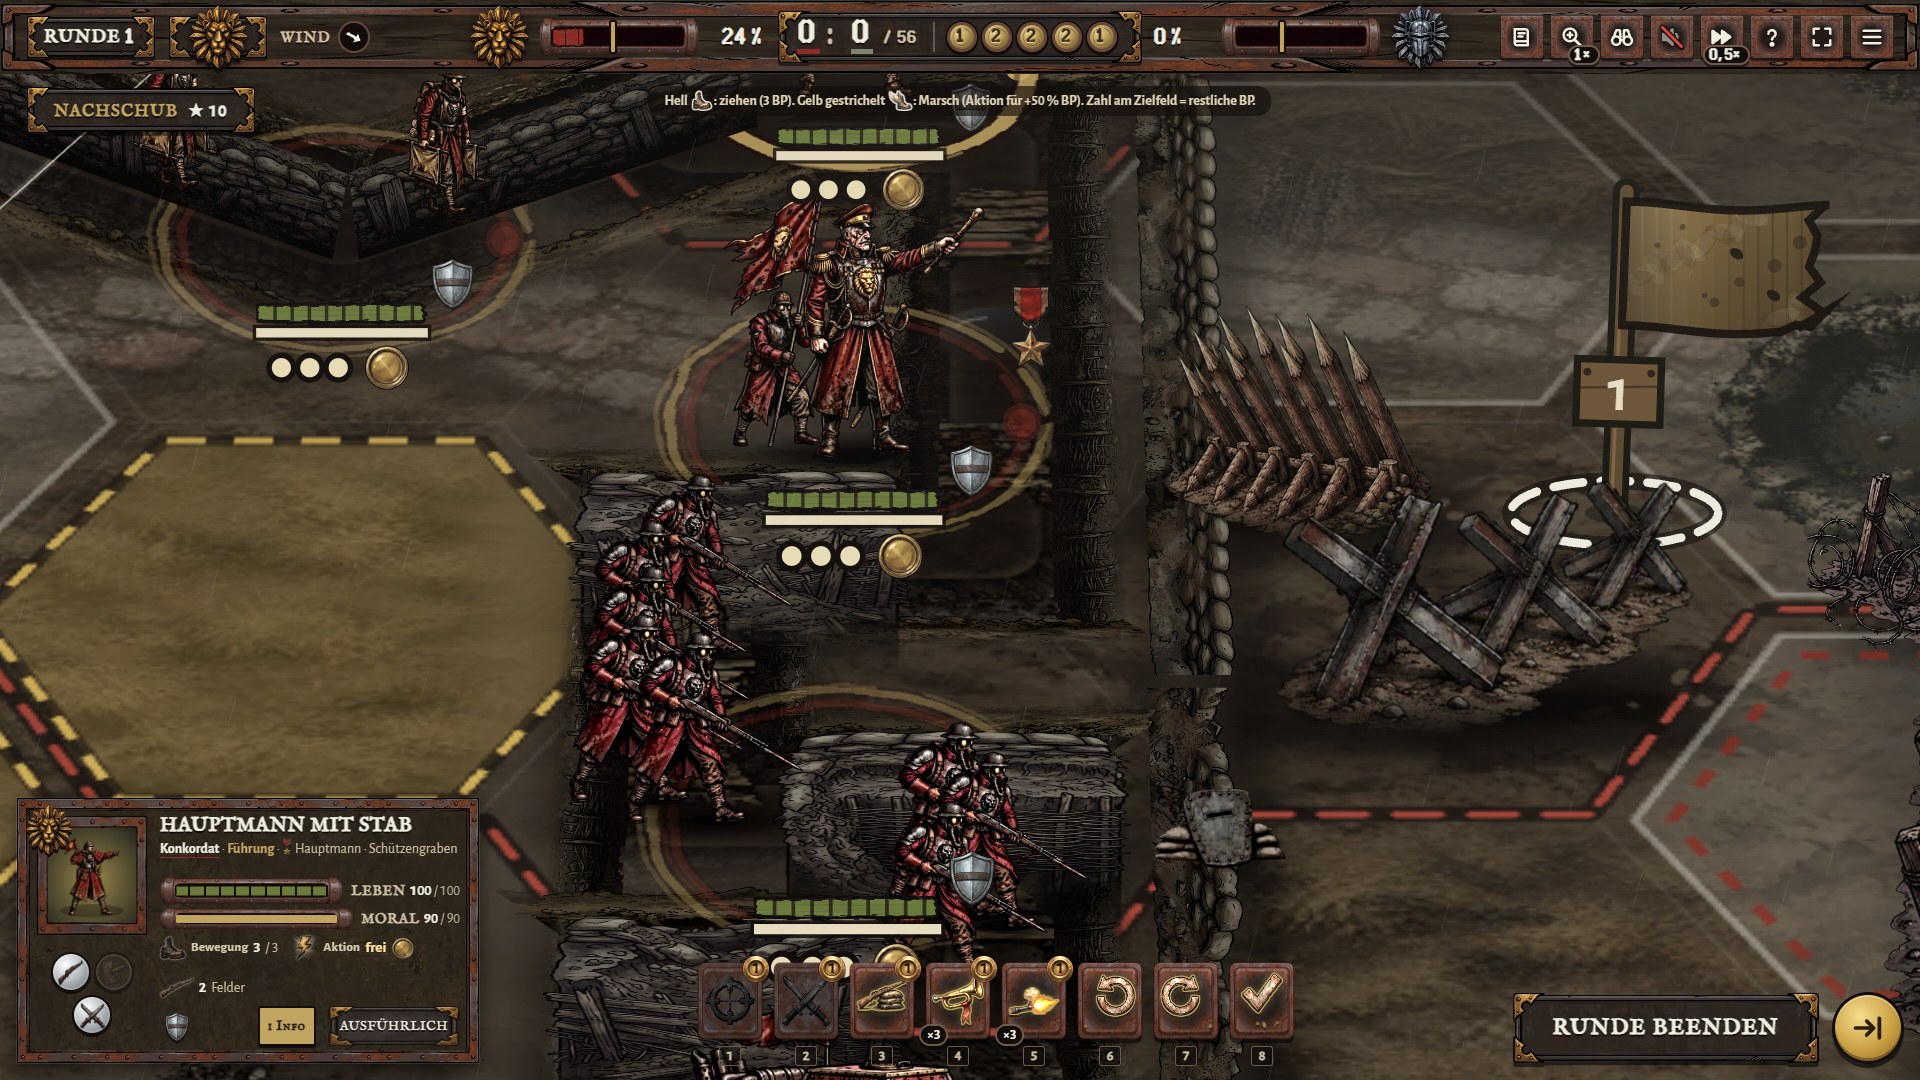 RUNDE 1
WIND
24 %
0 : 0 / 56
1 2 2 2 1
0 %
1×
0,5×
?
NACHSCHUB ★ 10
Hell : ziehen (3 BP). Gelb gestrichelt : Marsch (Aktion für +50 % BP). Zahl am Zielfeld = restliche BP.
1
HAUPTMANN MIT STAB
Konkordat · Führung · Hauptmann · Schützengraben
LEBEN 100 / 100
MORAL 90 / 90
Bewegung 3 / 3 Aktion frei
2 Felder
1 INFO
AUSFÜHRLICH
1 1 1 1 1
×3 ×3
1 2 3 4 5 6 7 8
RUNDE BEENDEN